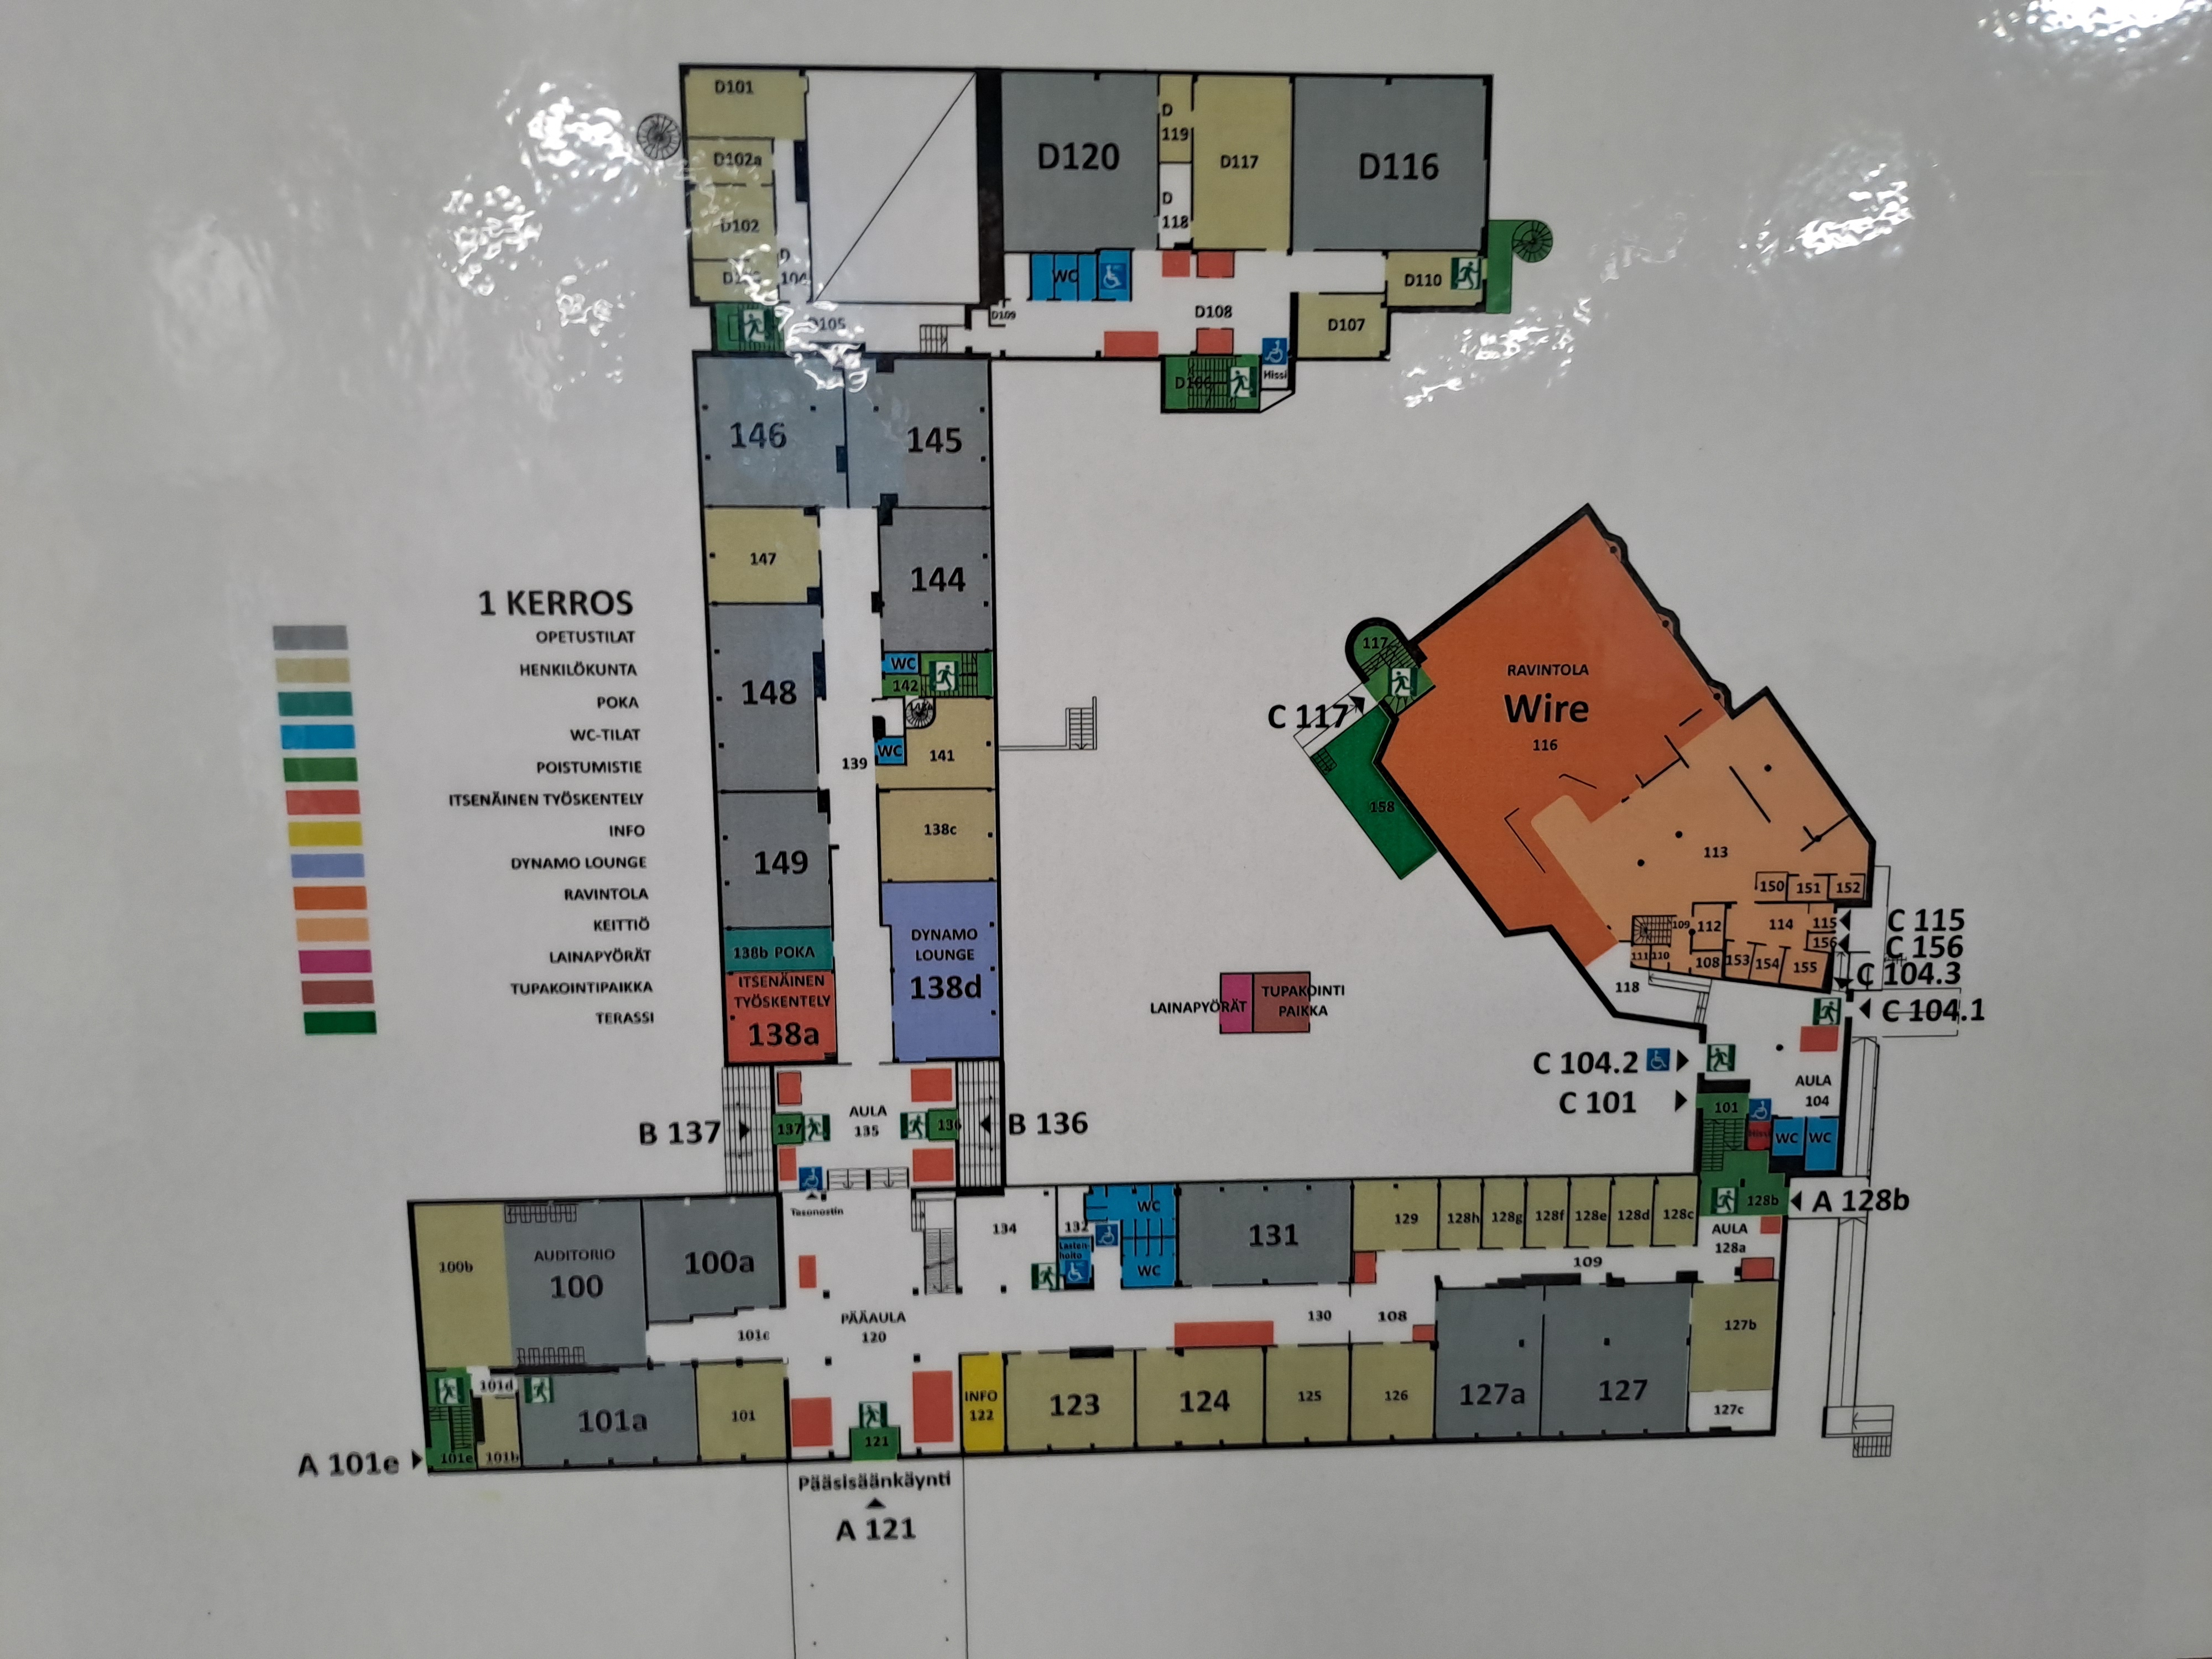 D101
D102a
D102
D
104
D105
D120
D
119
D
118
D117
D116
WC
D109
D108
D110
D107
D106
Hissi
146
145
147
144
148
WC
142
WC
141
139
138c
149
138b POKA
ITSENÄINEN
TYÖSKENTELY
138a
DYNAMO
LOUNGE
138d
1 KERROS
OPETUSTILAT
HENKILÖKUNTA
POKA
WC-TILAT
POISTUMISTIE
ITSENÄINEN TYÖSKENTELY
INFO
DYNAMO LOUNGE
RAVINTOLA
KEITTIÖ
LAINAPYÖRÄT
TUPAKOINTIPAIKKA
TERASSI
117
C 117
158
RAVINTOLA
Wire
116
113
150
151
152
109
112
114
115
156
111
110
108
153
154
155
118
C 115
C 156
C 104.3
C 104.1
C 104.2
C 101
AULA
104
101
Hissi
WC
WC
LAINAPYÖRÄT
TUPAKOINTI
PAIKKA
B 137
137
AULA
135
136
B 136
Tasonostin
100b
AUDITORIO
100
100a
101c
PÄÄAULA
120
134
132
WC
Lasten-
hoito
WC
131
129
128h
128g
128f
128e
128d
128c
128b
A 128b
AULA
128a
109
130
108
101d
101e
101b
101a
101
121
INFO
122
123
124
125
126
127a
127
127b
127c
A 101e
Pääsisäänkäynti
A 121